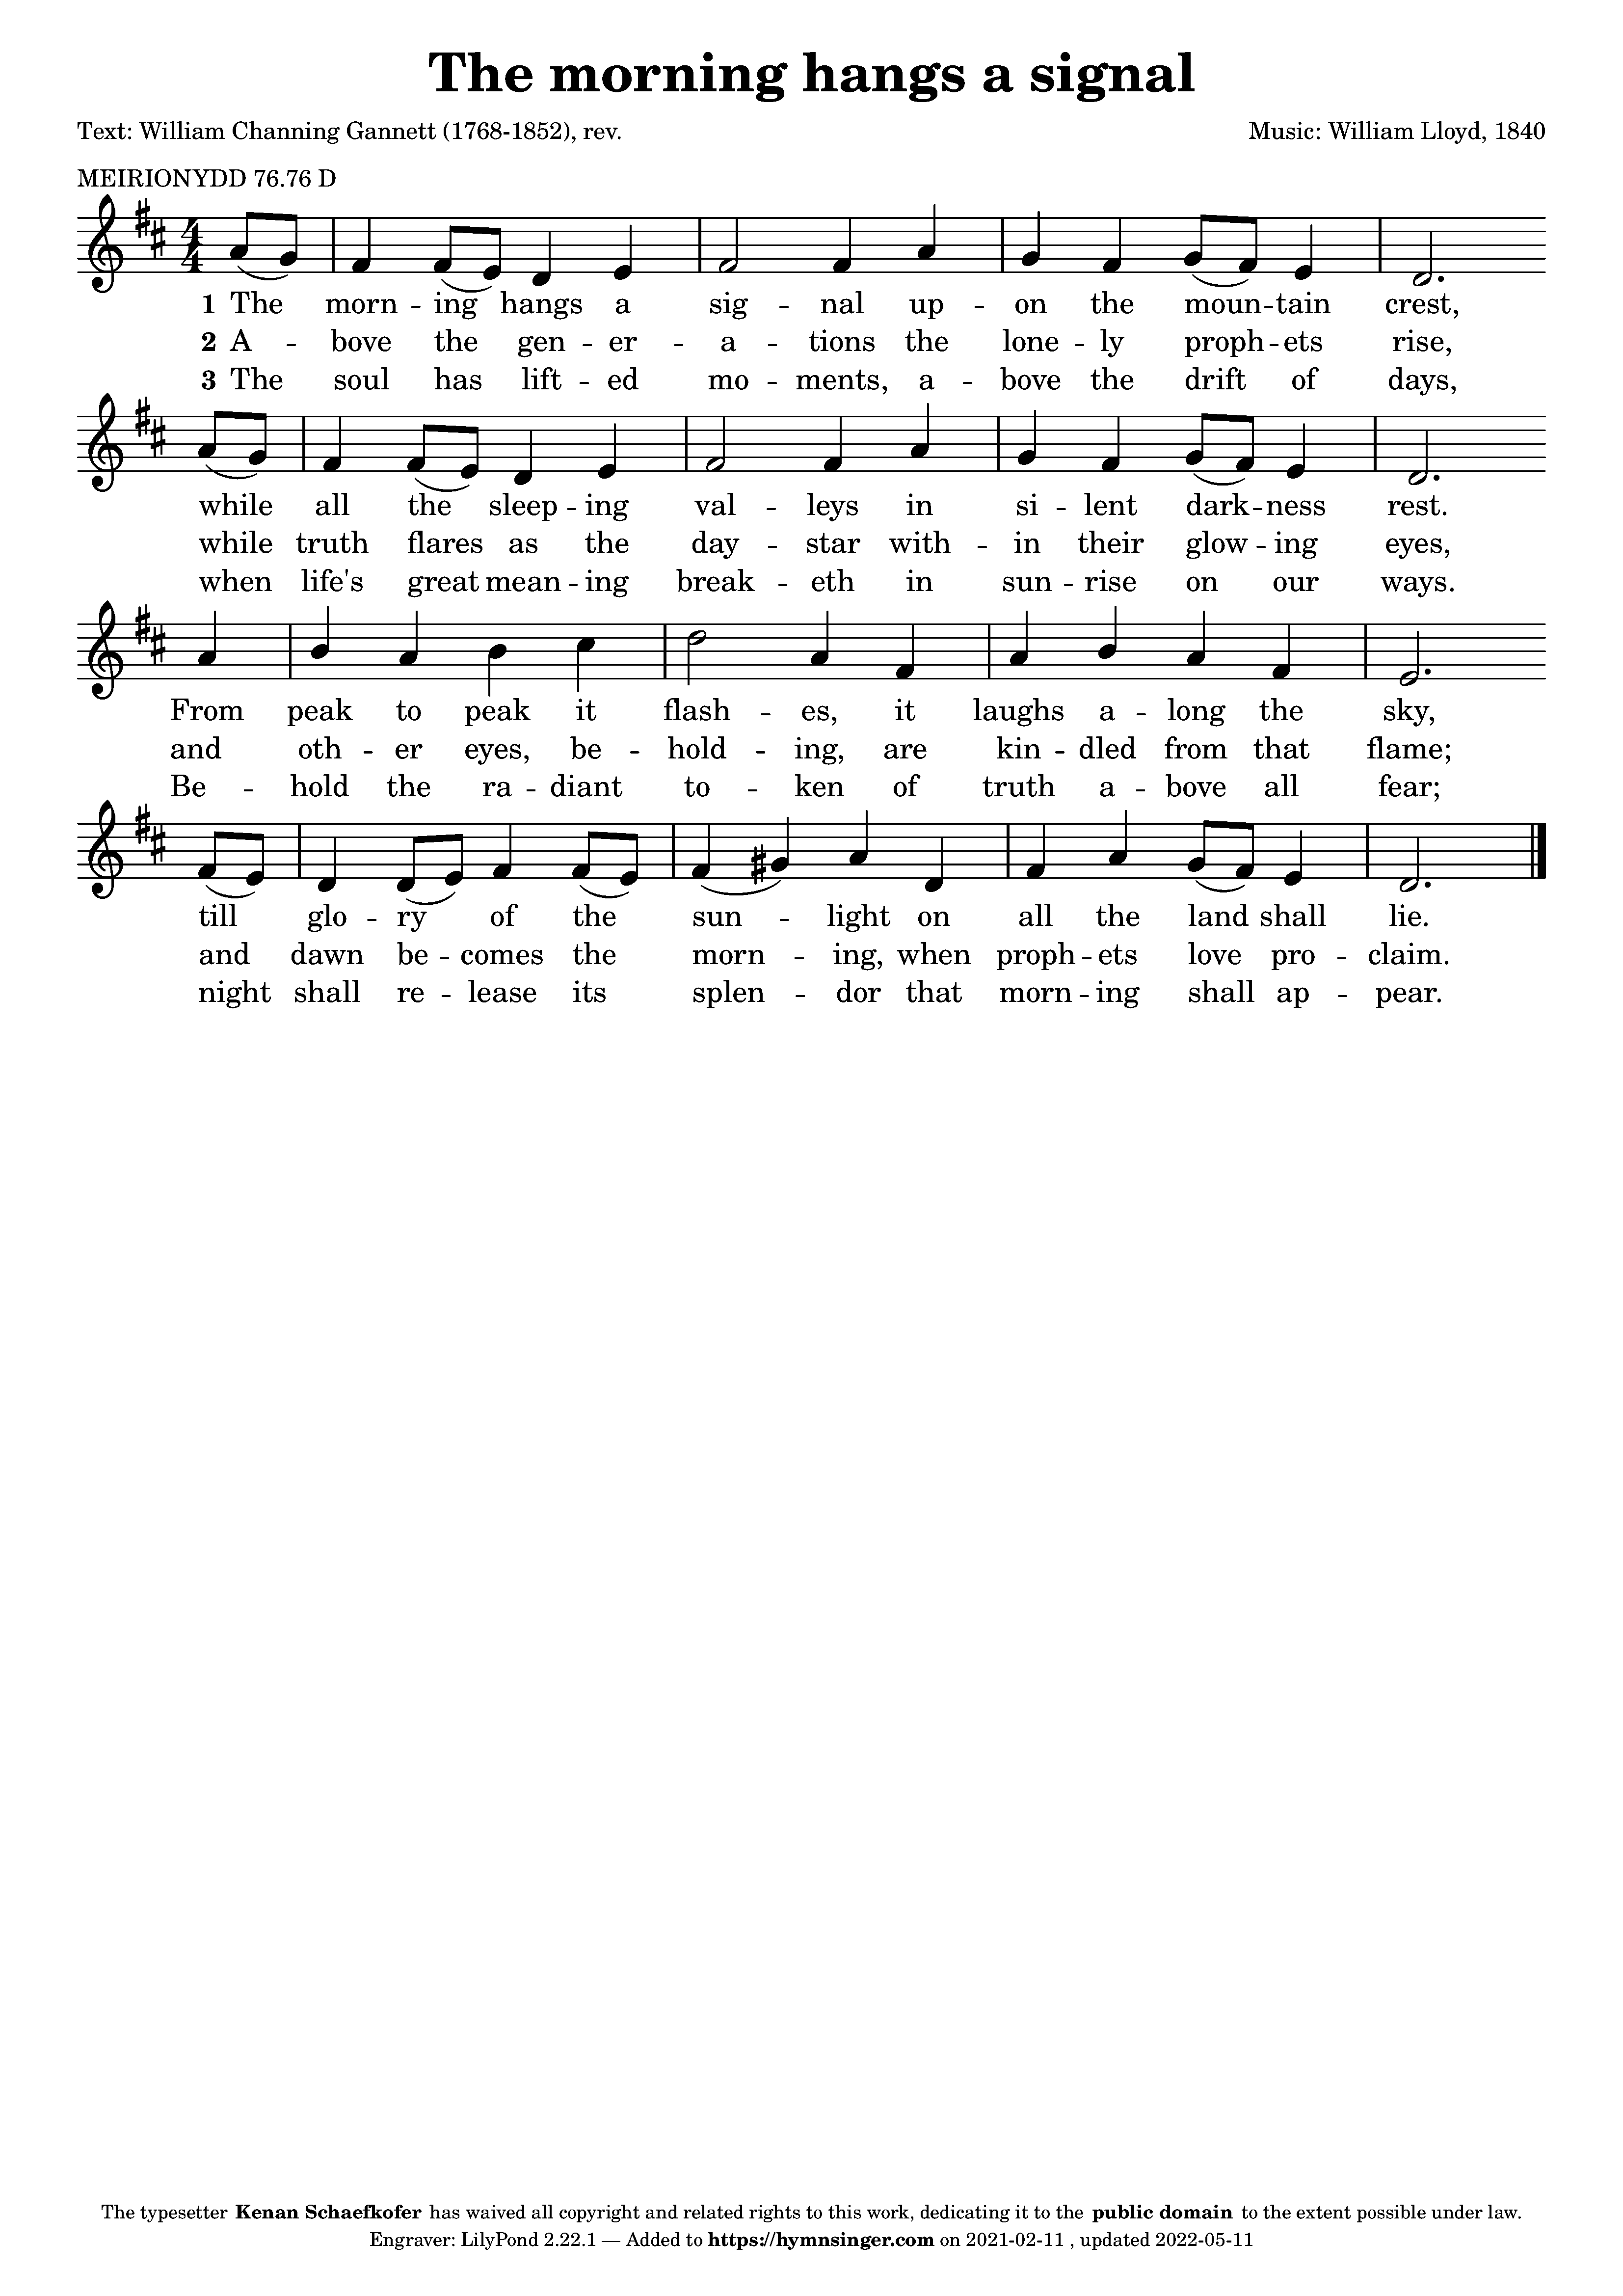 The morning hangs a signal
Text: William Channing Gannett (1768-1852), rev.
Music: William Lloyd, 1840
MEIRIONYDD 76.76 D
1 The morn -- ing hangs a sig -- nal up -- on the moun -- tain crest,
2 A -- bove the gen -- er -- a -- tions the lone -- ly proph -- ets rise,
3 The soul has lift -- ed mo -- ments, a -- bove the drift of days,
while all the sleep -- ing val -- leys in si -- lent dark -- ness rest.
while truth flares as the day -- star with -- in their glow -- ing eyes,
when life's great mean -- ing break -- eth in sun -- rise on our ways.
From peak to peak it flash -- es, it laughs a -- long the sky,
and oth -- er eyes, be -- hold -- ing, are kin -- dled from that flame;
Be -- hold the ra -- diant to -- ken of truth a -- bove all fear;
till glo -- ry of the sun -- light on all the land shall lie.
and dawn be -- comes the morn -- ing, when proph -- ets love pro -- claim.
night shall re -- lease its splen -- dor that morn -- ing shall ap -- pear.
The typesetter Kenan Schaefkofer has waived all copyright and related rights to this work, dedicating it to the public domain to the extent possible under law.
Engraver: LilyPond 2.22.1 — Added to https://hymnsinger.com on 2021-02-11 , updated 2022-05-11